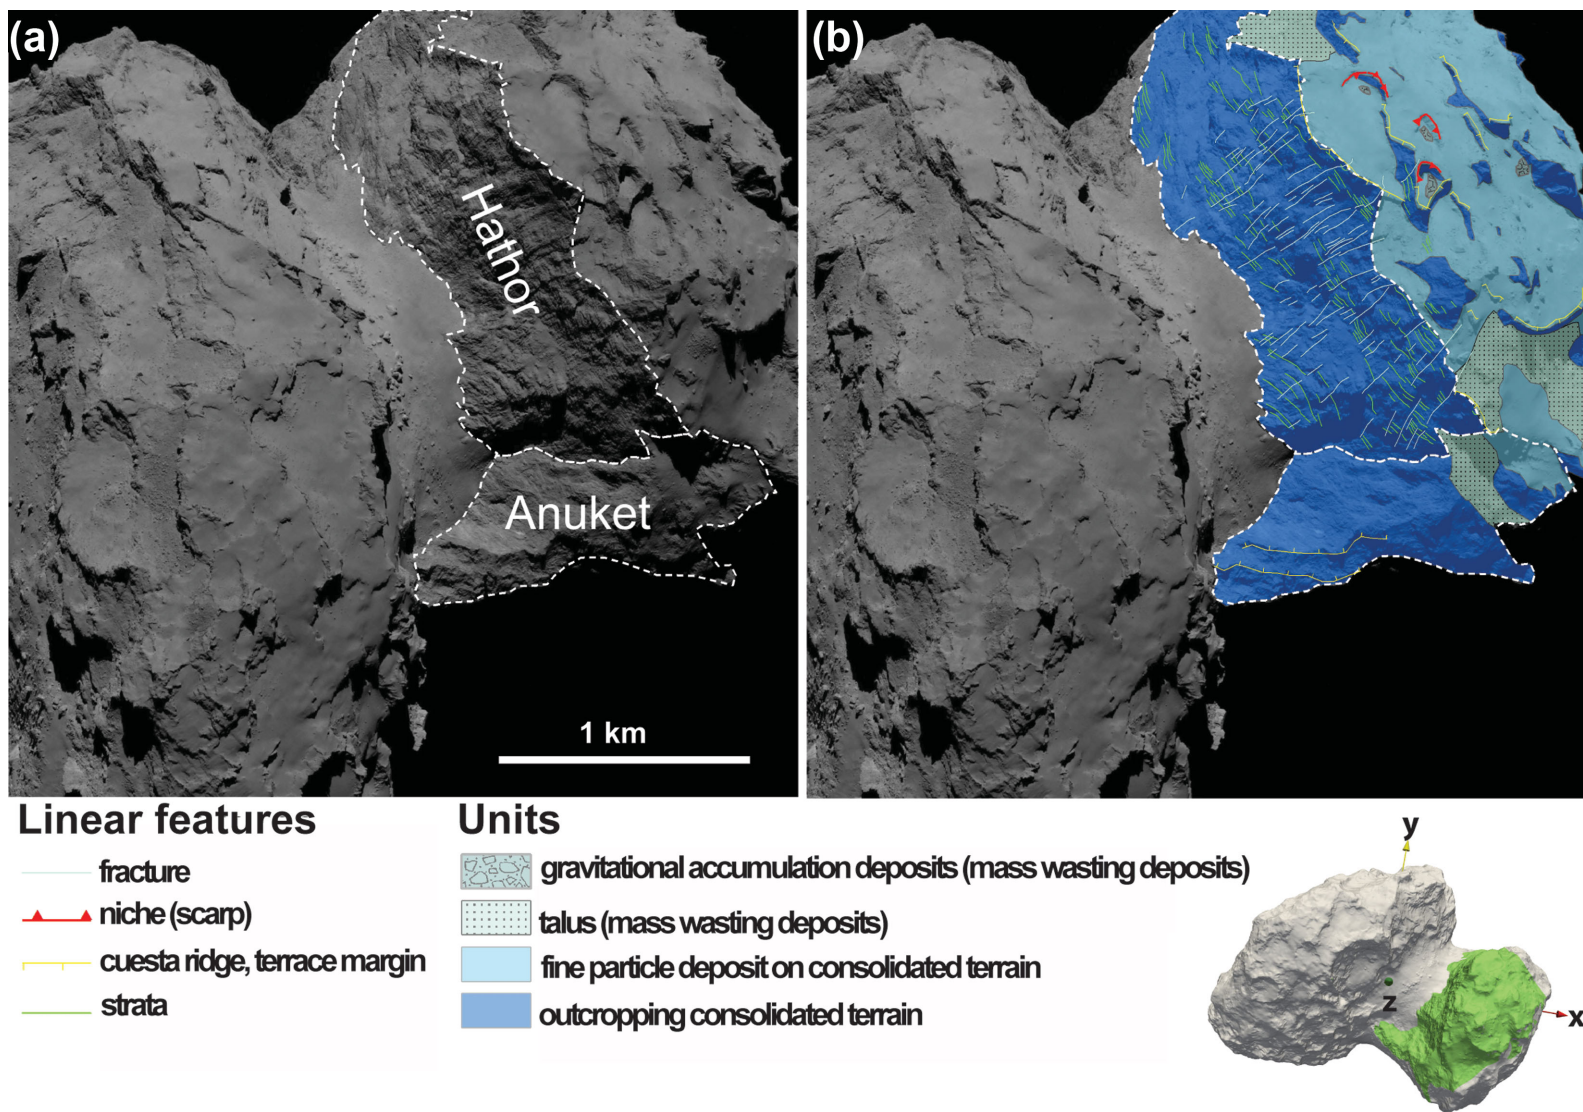 (a)
(b)
Hathor
Anuket
1 km
Linear features
fracture
niche (scarp)
cuesta ridge, terrace margin
strata
Units
gravitational accumulation deposits (mass wasting deposits)
talus (mass wasting deposits)
fine particle deposit on consolidated terrain
outcropping consolidated terrain
y
z
x